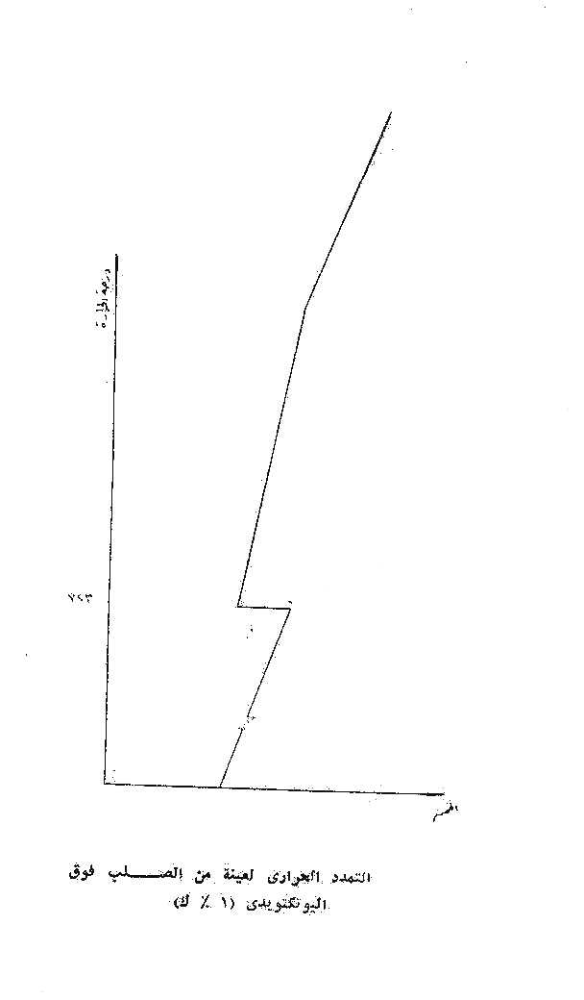 درجة الحرارة
٧٢٣
الحجم
التمدد الحرارى لعينة من الصلب فوق
اليوتكتويدى (١ ٪ ك)